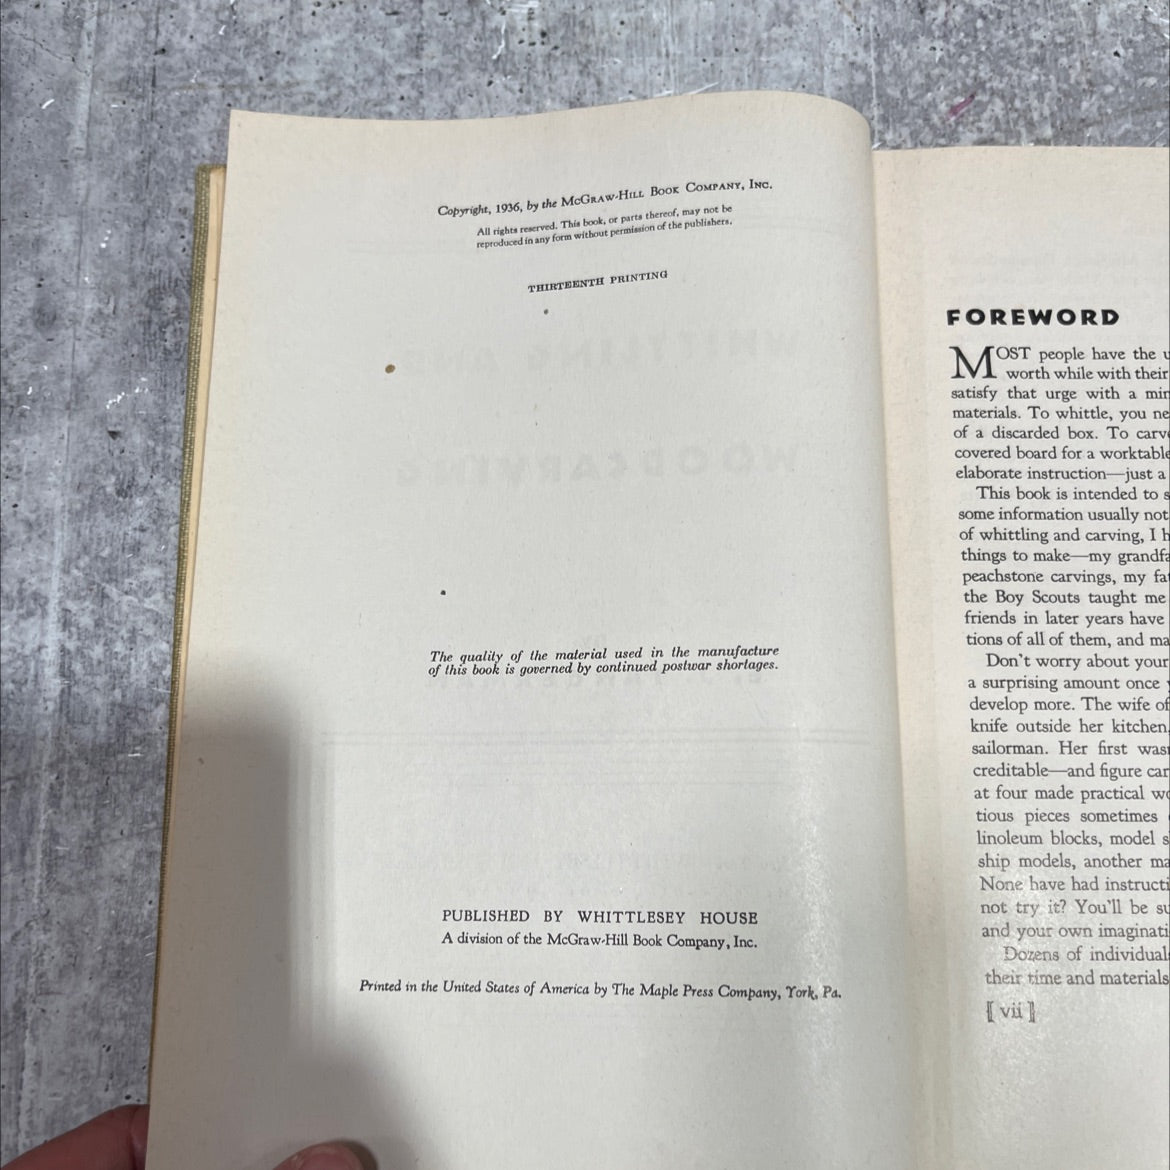 Copyright, 1936, by the McGraw-Hill Book Company, Inc.
All rights reserved. This book, or parts thereof, may not be
reproduced in any form without permission of the publishers.
THIRTEENTH PRINTING
The quality of the material used in the manufacture
of this book is governed by continued postwar shortages.
PUBLISHED BY WHITTLESEY HOUSE
A division of the McGraw-Hill Book Company, Inc.
Printed in the United States of America by The Maple Press Company, York, Pa.
FOREWORD
MOST people have the
worth while with their
satisfy that urge with a
materials. To whittle, you
of a discarded box. To
covered board for a worktable
elaborate instruction—just a
This book is intended to
some information usually not
of whittling and carving, I
things to make—my
peachstone carvings, my
the Boy Scouts taught me
friends in later years have
tions of all of them, and
Don't worry about your
a surprising amount once
develop more. The wife of
knife outside her kitchen,
sailorman. Her first
creditable—and figure
at four made practical
tious pieces sometimes
linoleum blocks, model
ship models, another
None have had
not try it? You'll be
and your own
Dozens of
their time and materials
[ vii ]